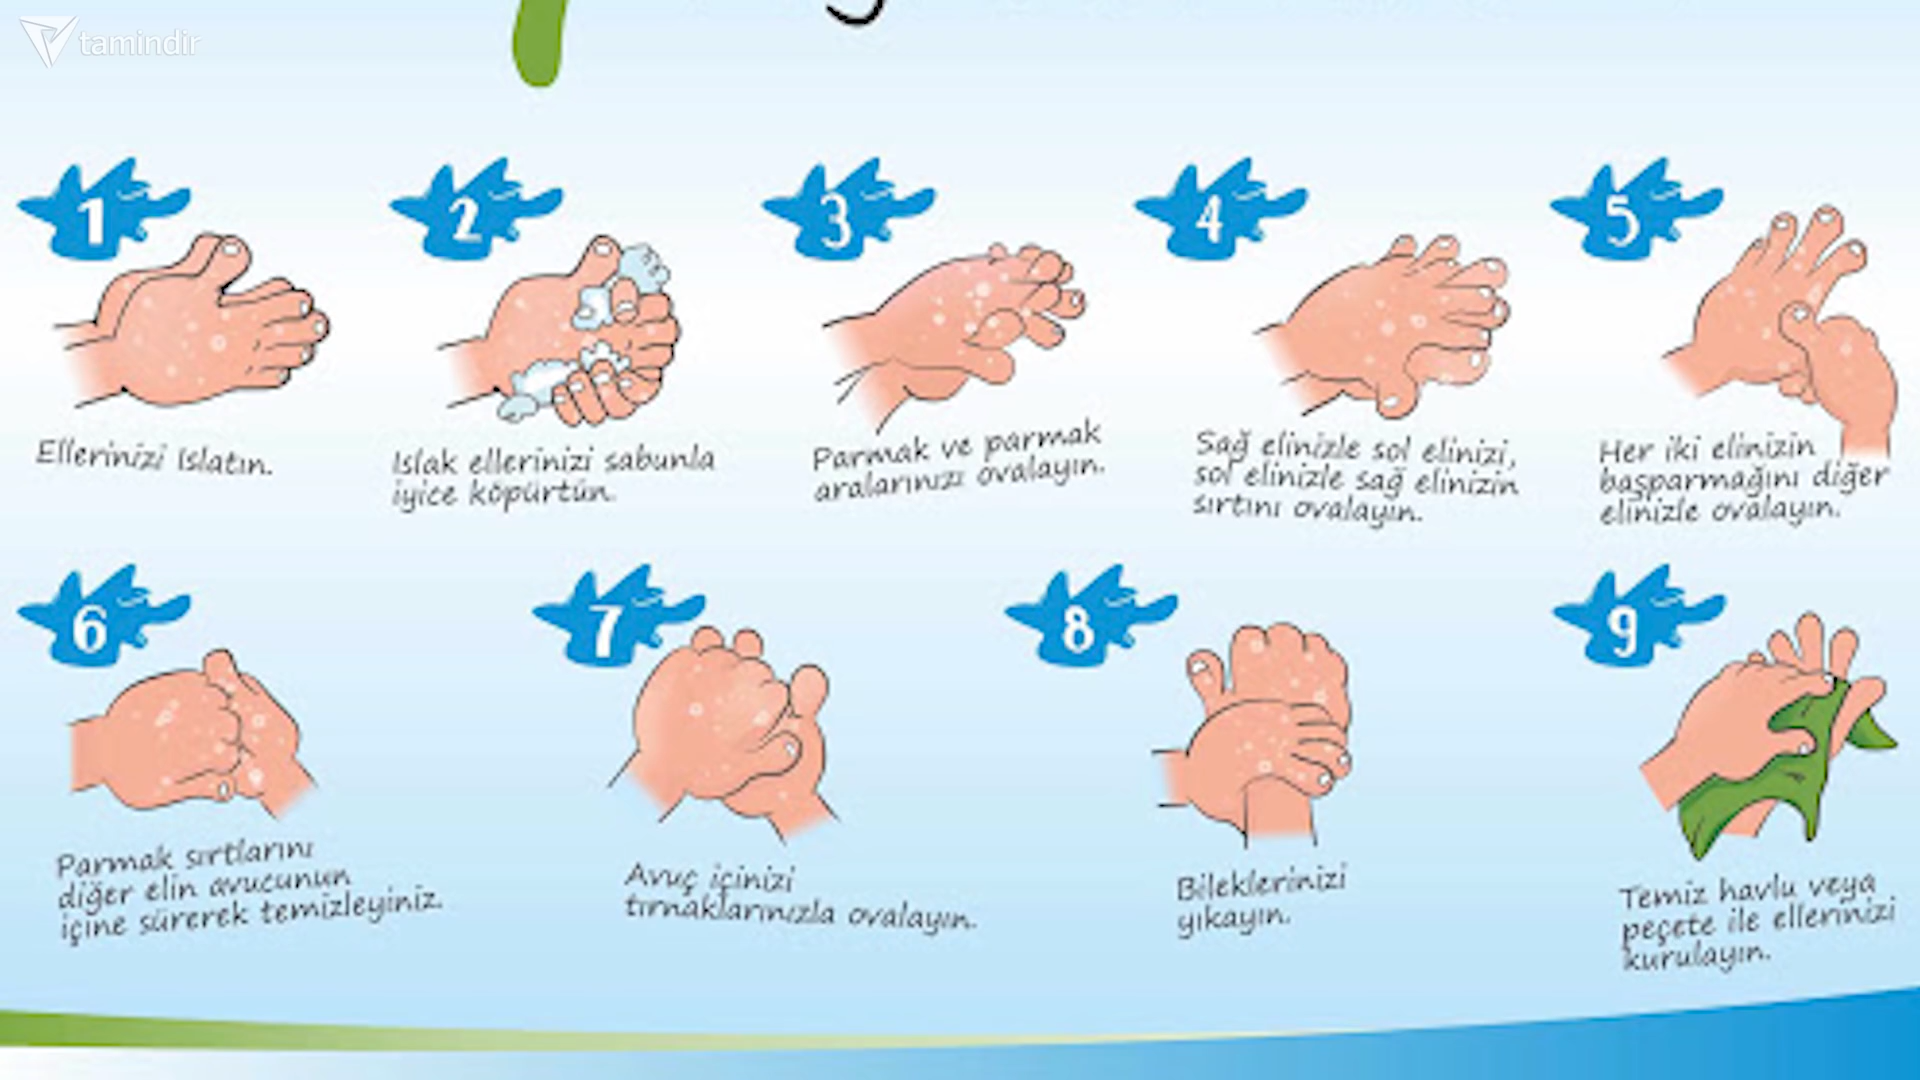 tamindir
1
2
3
4
5
Ellerinizi Islatın.
Islak ellerinizi sabunla
iyice köpürtün.
Parmak ve parmak
aralarınızı ovalayın.
Sağ elinizle sol elinizi,
sol elinizle sağ elinizin
sırtını ovalayın.
Her iki elinizin
başparmağını diğer
elinizle ovalayın.
6
7
8
9
Parmak sırtlarını
diğer elin avucunun
içine sürerek temizleyiniz.
Avuç içinizi
tırnaklarınızla ovalayın.
Bileklerinizi
yıkayın.
Temiz havlu veya
peçete ile ellerinizi
kurulayın.